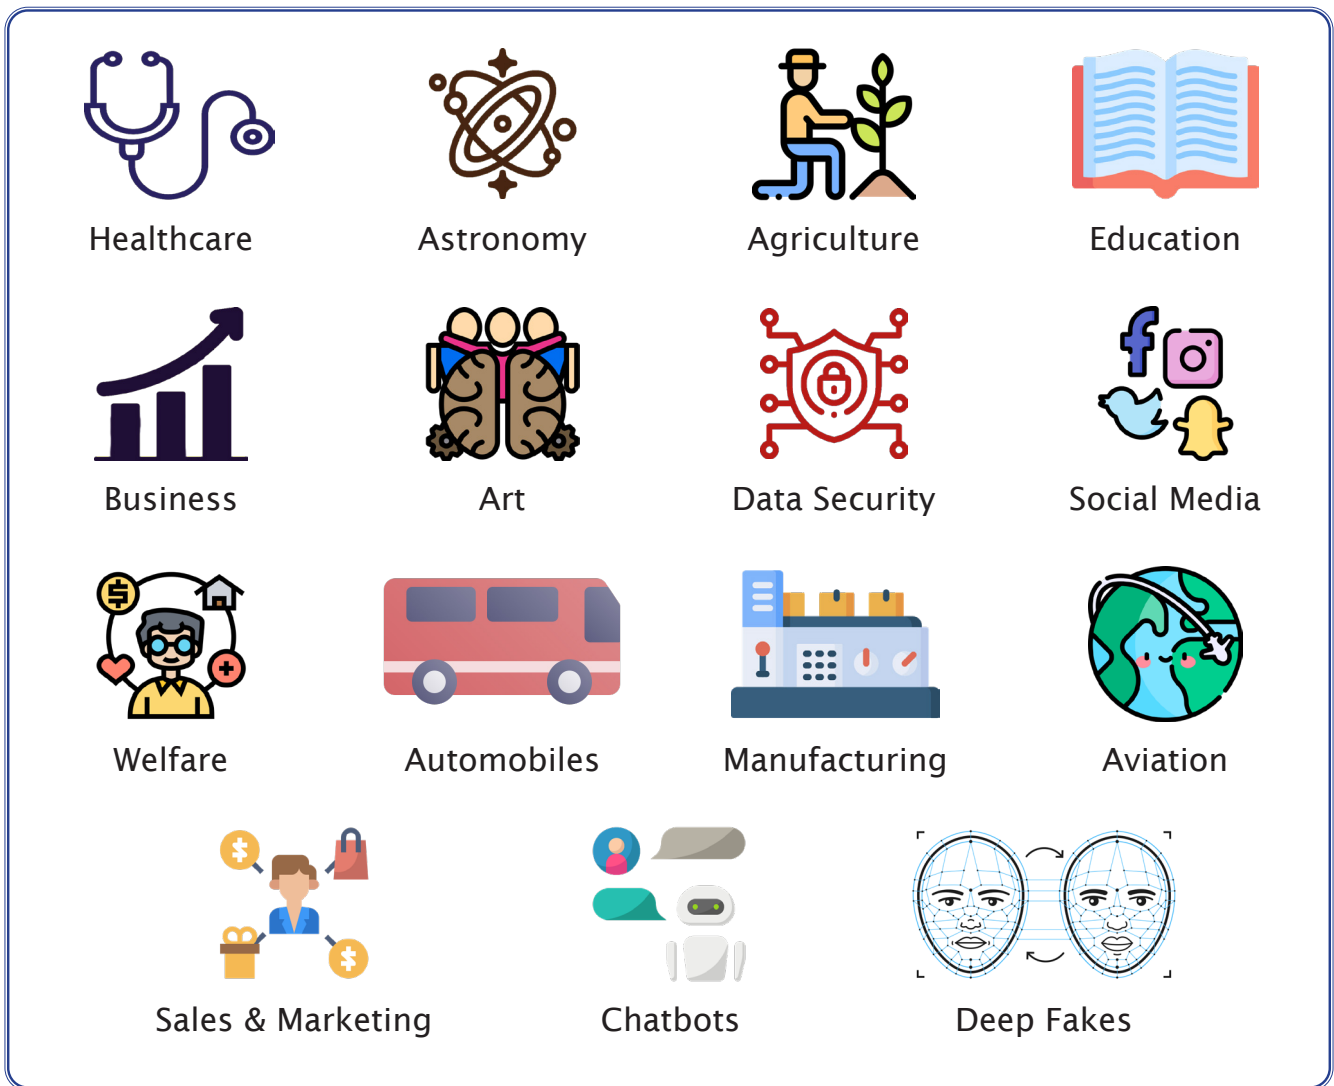 Healthcare
Astronomy
Agriculture
Education
Business
Art
Data Security
Social Media
Welfare
Automobiles
Manufacturing
Aviation
Sales & Marketing
Chatbots
Deep Fakes